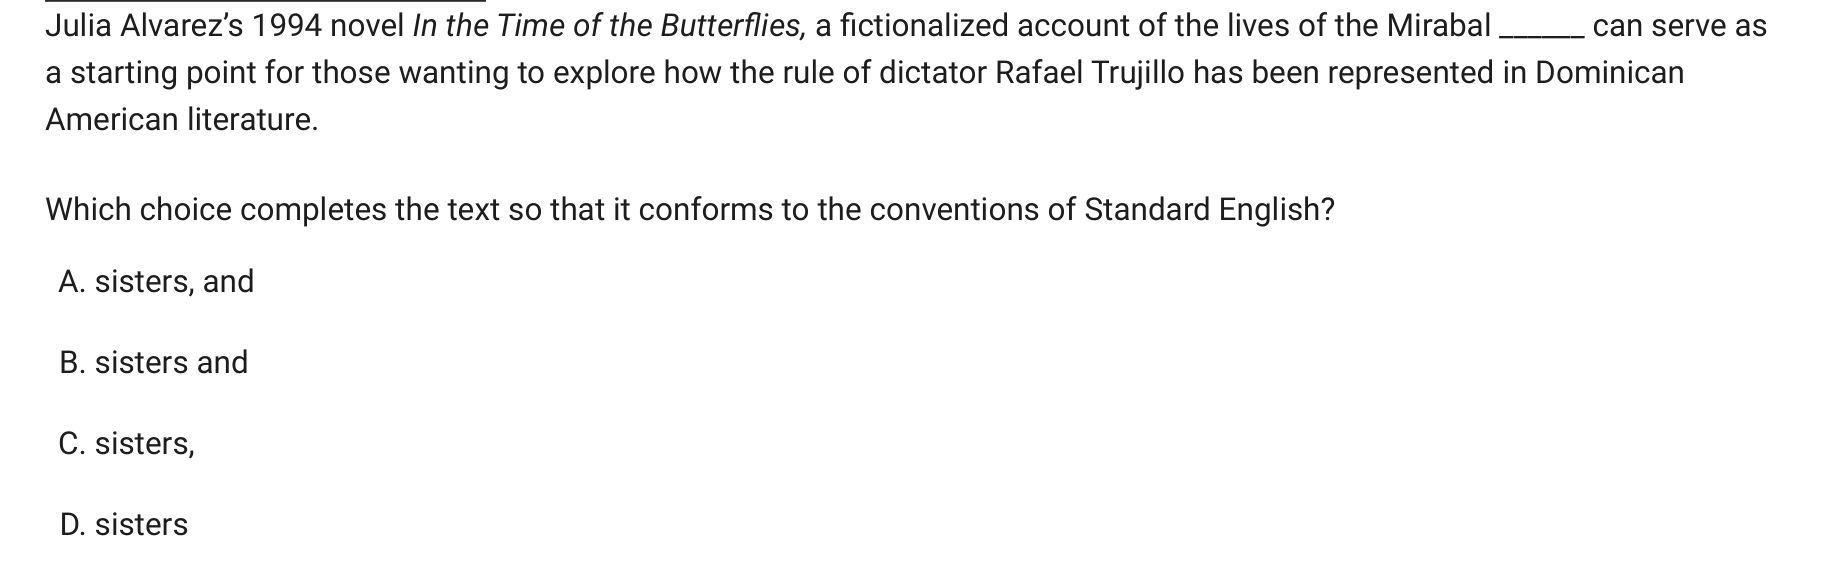 Julia Alvarez’s 1994 novel In the Time of the Butterflies, a fictionalized account of the lives of the Mirabal ______ can serve as
a starting point for those wanting to explore how the rule of dictator Rafael Trujillo has been represented in Dominican
American literature.
Which choice completes the text so that it conforms to the conventions of Standard English?
A. sisters, and
B. sisters and
C. sisters,
D. sisters